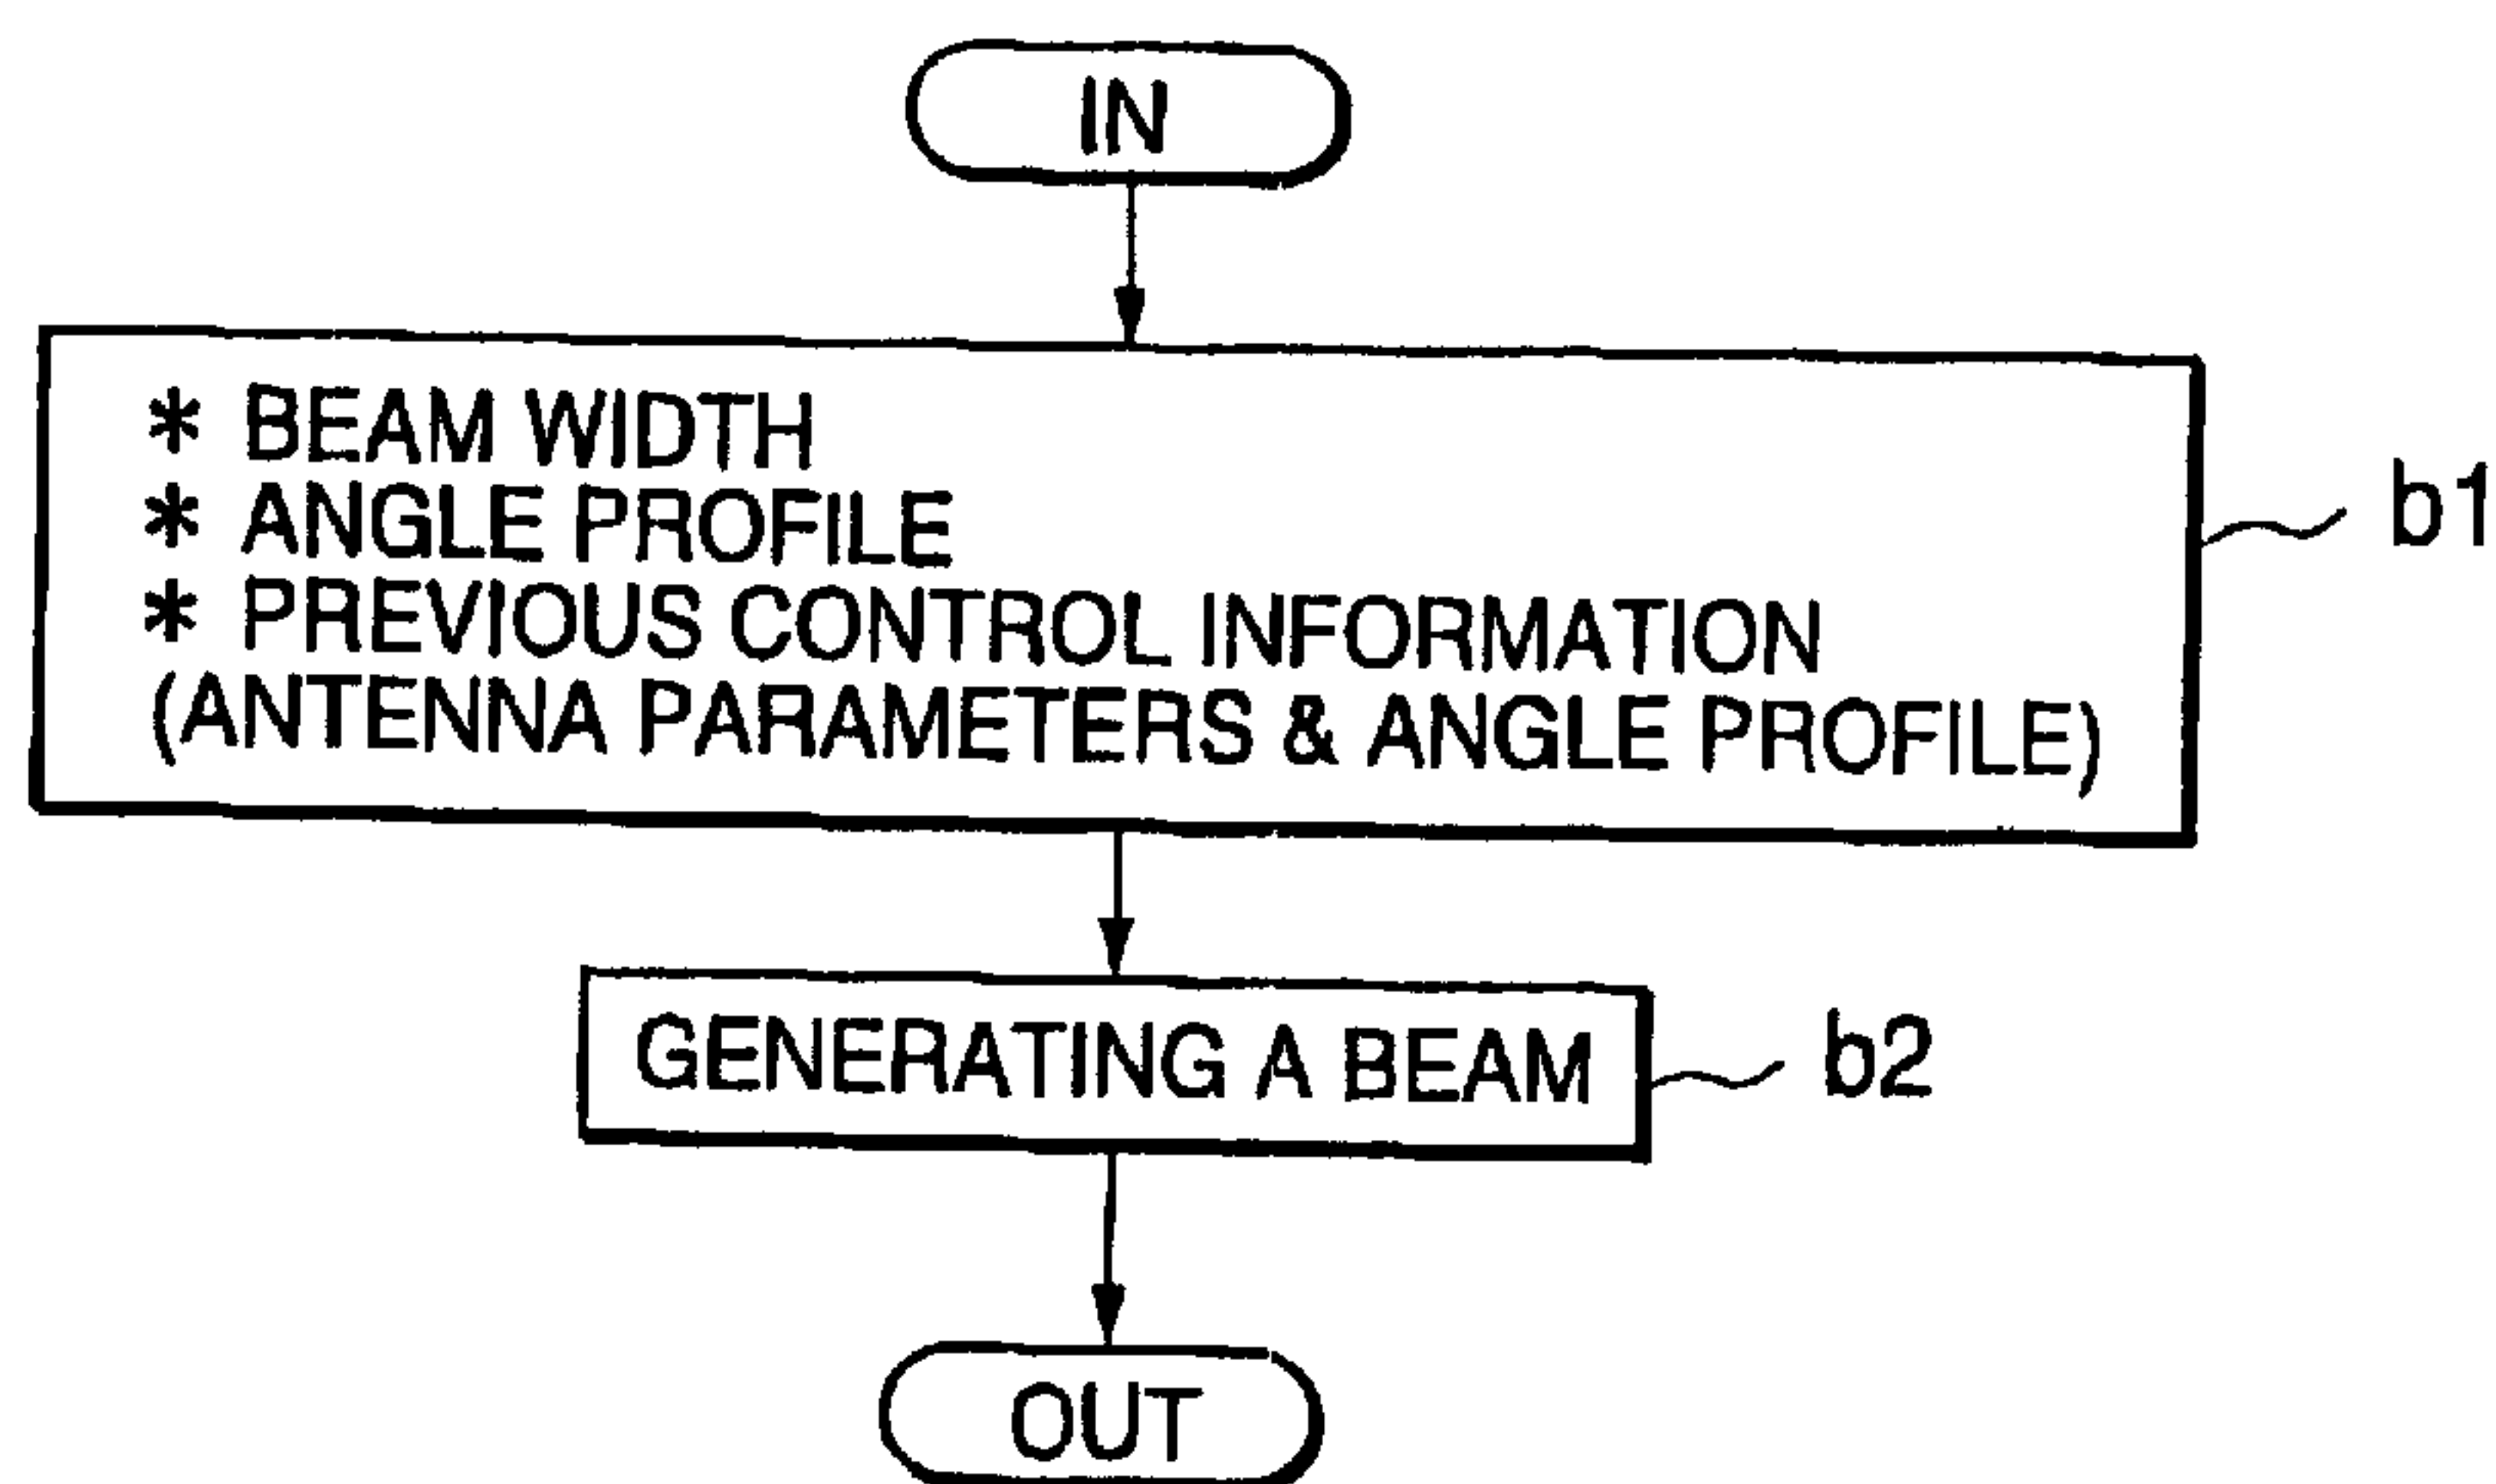 IN
* BEAM WIDTH
* ANGLE PROFILE
* PREVIOUS CONTROL INFORMATION
(ANTENNA PARAMETERS & ANGLE PROFILE)
b1
GENERATING A BEAM
b2
OUT